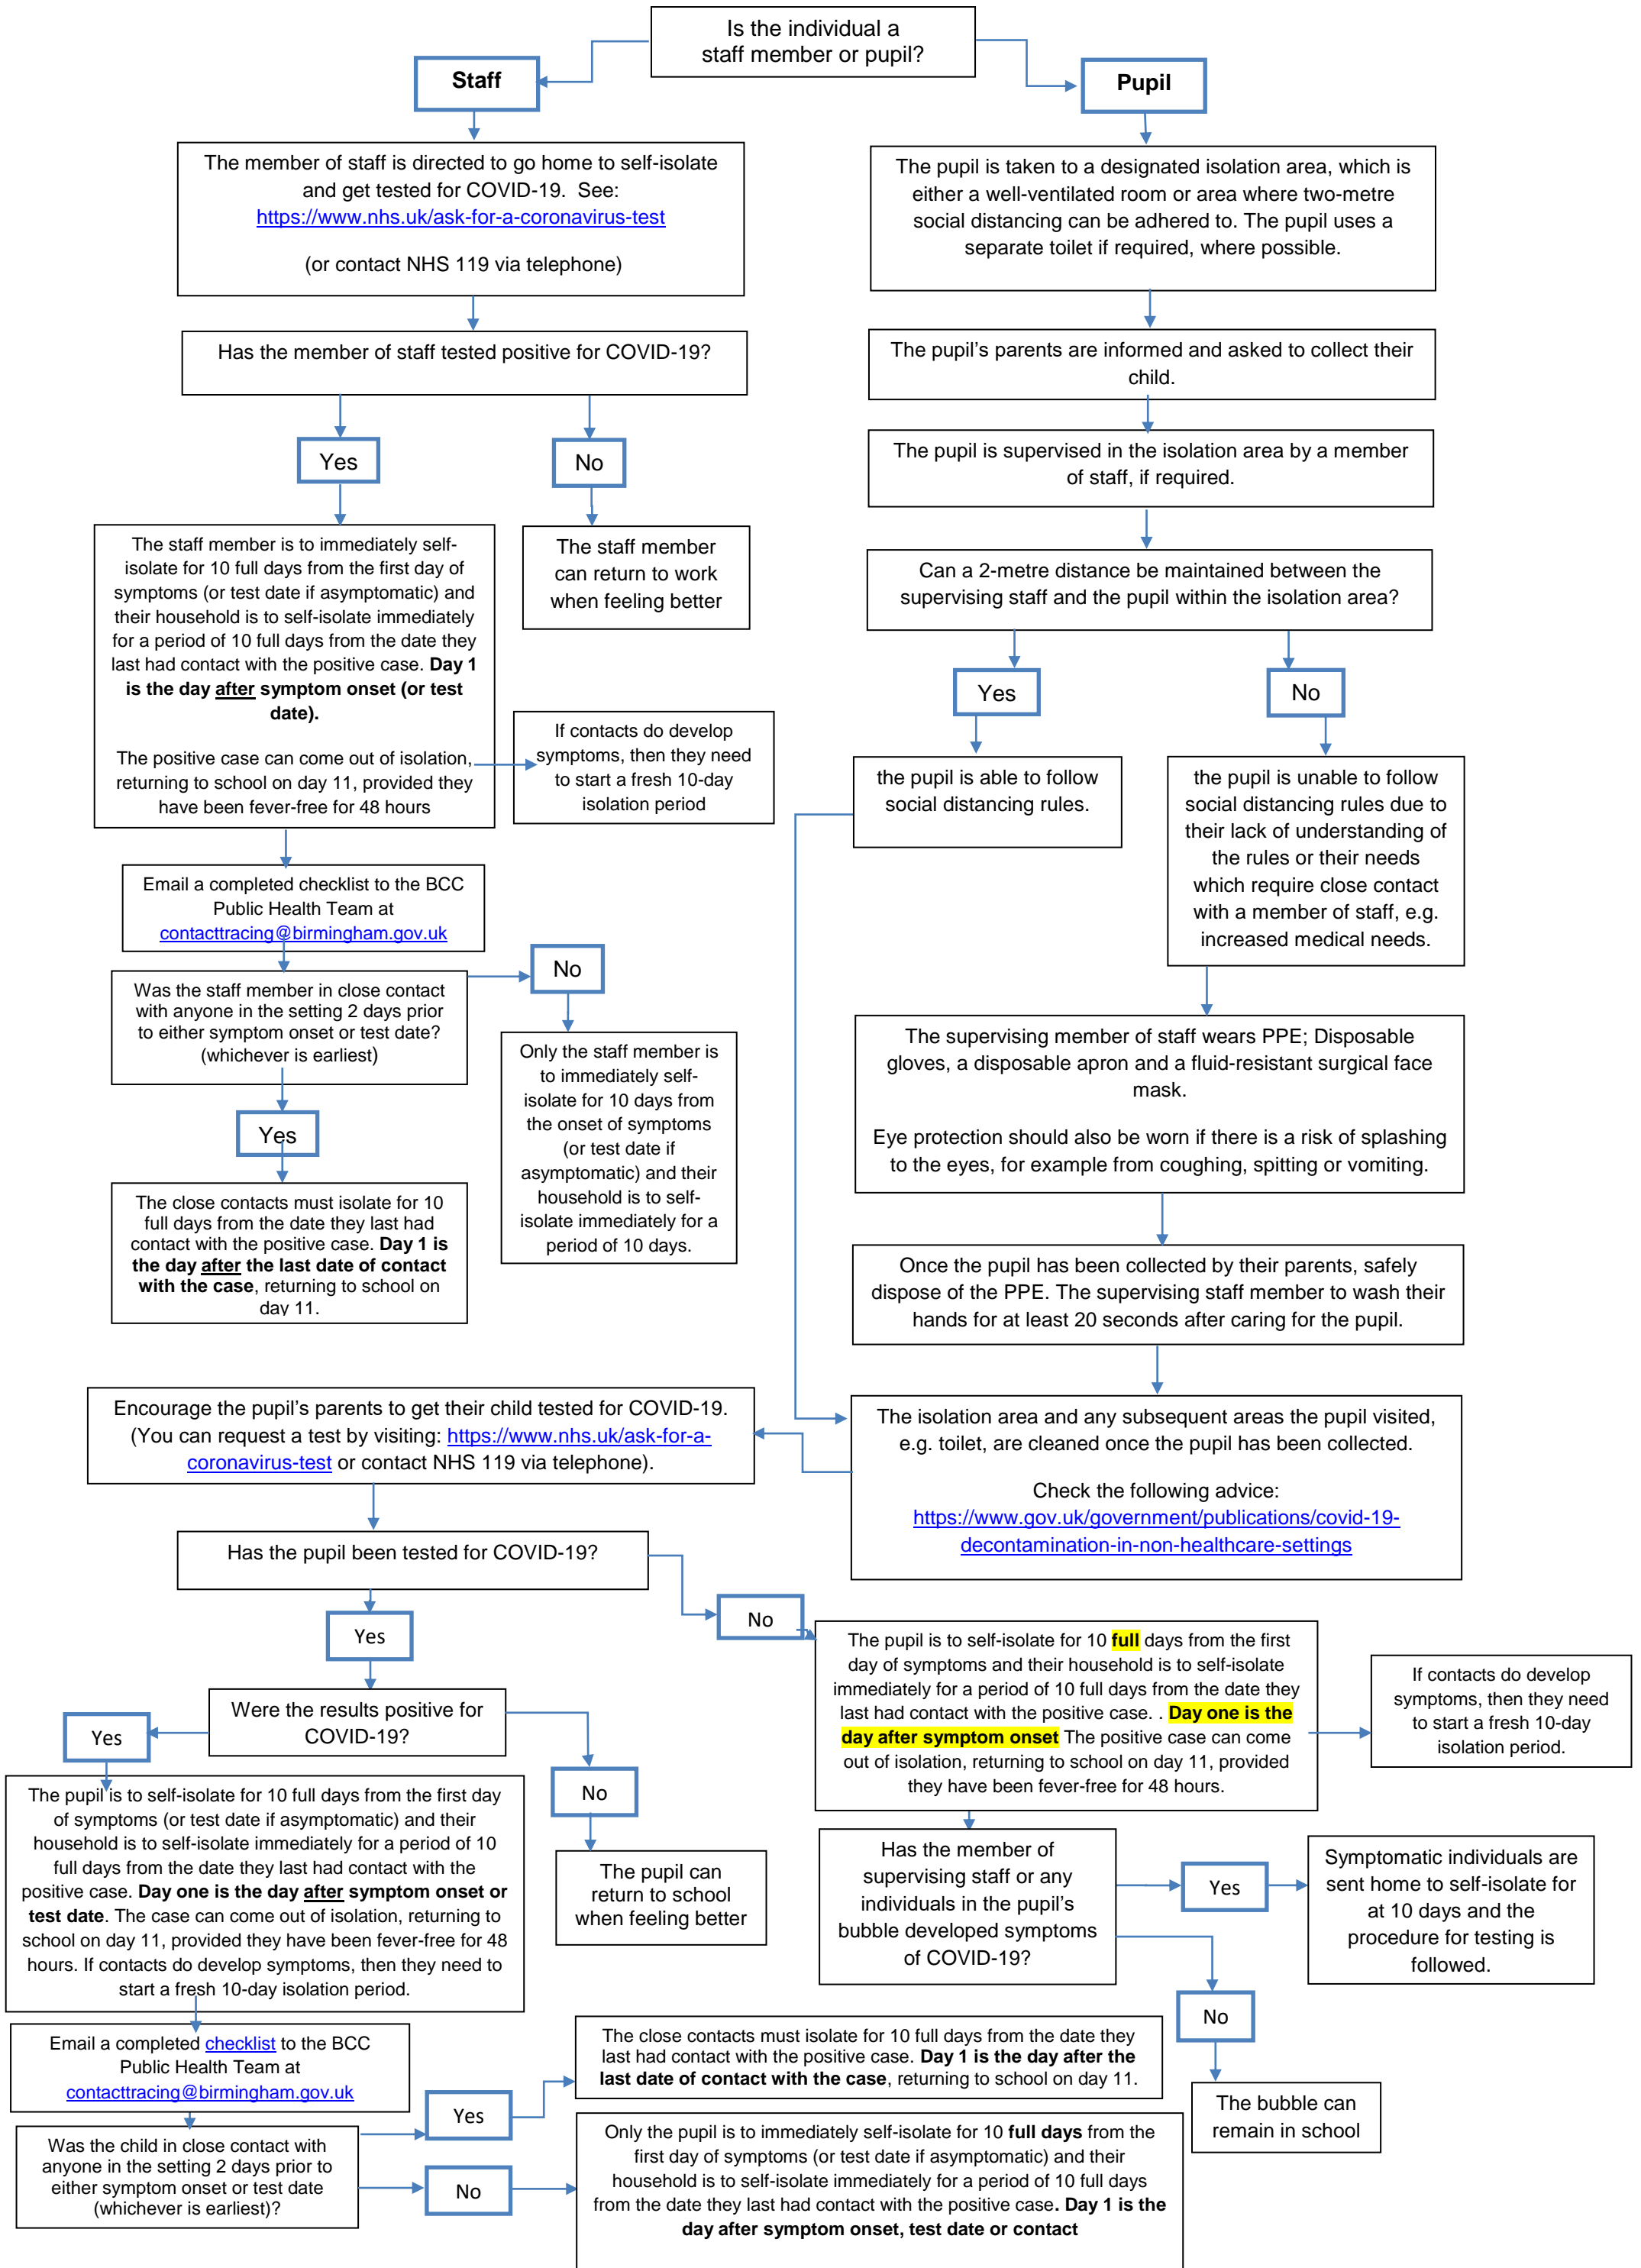 Is the individual a
staff member or pupil?
Staff
The member of staff is directed to go home to self-isolate
and get tested for COVID-19.  See:
https://www.nhs.uk/ask-for-a-coronavirus-test
(or contact NHS 119 via telephone)
Has the member of staff tested positive for COVID-19?
Yes
No
The staff member is to immediately self-
isolate for 10 full days from the first day of
symptoms (or test date if asymptomatic) and
their household is to self-isolate immediately
for a period of 10 full days from the date they
last had contact with the positive case. Day 1
is the day after symptom onset (or test
date).
The positive case can come out of isolation,
returning to school on day 11, provided they
have been fever-free for 48 hours
The staff member
can return to work
when feeling better
If contacts do develop
symptoms, then they need
to start a fresh 10-day
isolation period
Email a completed checklist to the BCC
Public Health Team at
contacttracing@birmingham.gov.uk
Was the staff member in close contact
with anyone in the setting 2 days prior
to either symptom onset or test date?
(whichever is earliest)
No
Only the staff member is
to immediately self-
isolate for 10 days from
the onset of symptoms
(or test date if
asymptomatic) and their
household is to self-
isolate immediately for a
period of 10 days.
Yes
The close contacts must isolate for 10
full days from the date they last had
contact with the positive case. Day 1 is
the day after the last date of contact
with the case, returning to school on
day 11.
Pupil
The pupil is taken to a designated isolation area, which is
either a well-ventilated room or area where two-metre
social distancing can be adhered to. The pupil uses a
separate toilet if required, where possible.
The pupil's parents are informed and asked to collect their
child.
The pupil is supervised in the isolation area by a member
of staff, if required.
Can a 2-metre distance be maintained between the
supervising staff and the pupil within the isolation area?
Yes
No
the pupil is able to follow
social distancing rules.
the pupil is unable to follow
social distancing rules due to
their lack of understanding of
the rules or their needs
which require close contact
with a member of staff, e.g.
increased medical needs.
The supervising member of staff wears PPE; Disposable
gloves, a disposable apron and a fluid-resistant surgical face
mask.
Eye protection should also be worn if there is a risk of splashing
to the eyes, for example from coughing, spitting or vomiting.
Once the pupil has been collected by their parents, safely
dispose of the PPE. The supervising staff member to wash their
hands for at least 20 seconds after caring for the pupil.
The isolation area and any subsequent areas the pupil visited,
e.g. toilet, are cleaned once the pupil has been collected.
Check the following advice:
https://www.gov.uk/government/publications/covid-19-
decontamination-in-non-healthcare-settings
Encourage the pupil's parents to get their child tested for COVID-19.
(You can request a test by visiting: https://www.nhs.uk/ask-for-a-
coronavirus-test or contact NHS 119 via telephone).
Has the pupil been tested for COVID-19?
Yes
No
The pupil is to self-isolate for 10 full days from the first
day of symptoms and their household is to self-isolate
immediately for a period of 10 full days from the date they
last had contact with the positive case. . Day one is the
day after symptom onset The positive case can come
out of isolation, returning to school on day 11, provided
they have been fever-free for 48 hours.
If contacts do develop
symptoms, then they need
to start a fresh 10-day
isolation period.
Were the results positive for
COVID-19?
Yes
No
The pupil can
return to school
when feeling better
The pupil is to self-isolate for 10 full days from the first day
of symptoms (or test date if asymptomatic) and their
household is to self-isolate immediately for a period of 10
full days from the date they last had contact with the
positive case. Day one is the day after symptom onset or
test date. The case can come out of isolation, returning to
school on day 11, provided they have been fever-free for 48
hours. If contacts do develop symptoms, then they need to
start a fresh 10-day isolation period.
Has the member of
supervising staff or any
individuals in the pupil's
bubble developed symptoms
of COVID-19?
Yes
Symptomatic individuals are
sent home to self-isolate for
at 10 days and the
procedure for testing is
followed.
No
The bubble can
remain in school
Email a completed checklist to the BCC
Public Health Team at
contacttracing@birmingham.gov.uk
Was the child in close contact with
anyone in the setting 2 days prior to
either symptom onset or test date
(whichever is earliest)?
Yes
The close contacts must isolate for 10 full days from the date they
last had contact with the positive case. Day 1 is the day after the
last date of contact with the case, returning to school on day 11.
No
Only the pupil is to immediately self-isolate for 10 full days from the
first day of symptoms (or test date if asymptomatic) and their
household is to self-isolate immediately for a period of 10 full days
from the date they last had contact with the positive case. Day 1 is the
day after symptom onset, test date or contact